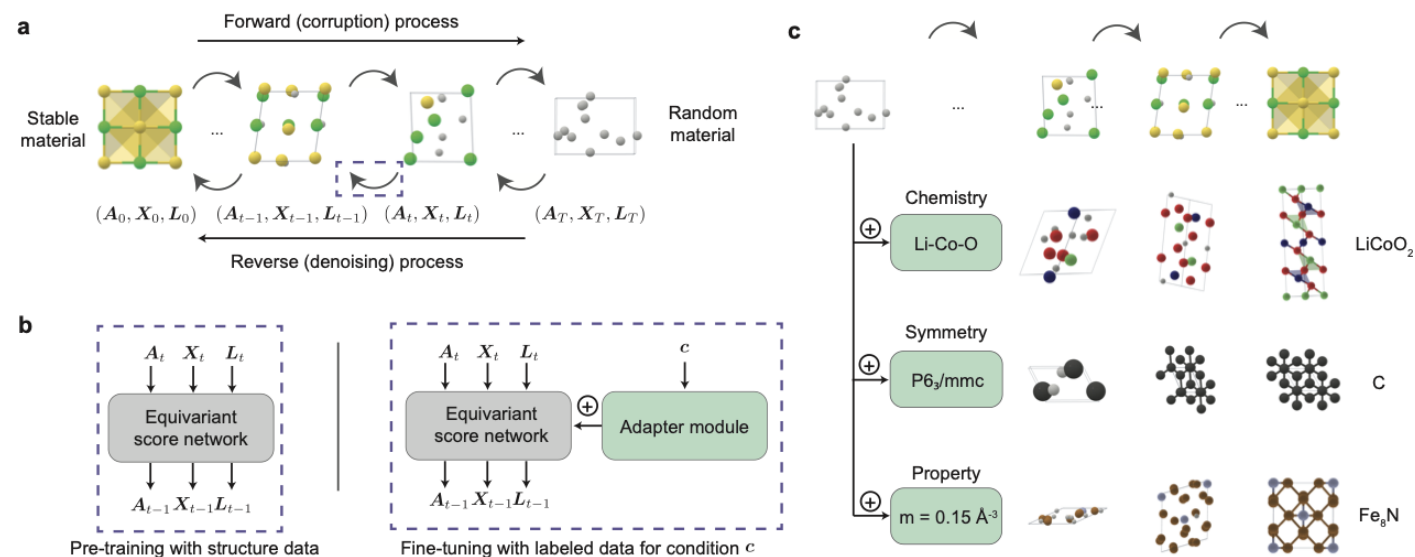 a
Forward (corruption) process
Stable
material
...
...
Random
material
(A₀, X₀, L₀)
(Aₜ₋₁, Xₜ₋₁, Lₜ₋₁)
(Aₜ, Xₜ, Lₜ)
(A_T, X_T, L_T)
Reverse (denoising) process
b
Aₜ Xₜ Lₜ
Equivariant
score network
Aₜ₋₁ Xₜ₋₁ Lₜ₋₁
Pre-training with structure data
Aₜ Xₜ Lₜ
c
Equivariant
score network
+
Adapter module
Aₜ₋₁ Xₜ₋₁ Lₜ₋₁
Fine-tuning with labeled data for condition c
c
...
...
...
Chemistry
+
Li-Co-O
LiCoO₂
Symmetry
+
P6₃/mmc
C
Property
+
m = 0.15 Å⁻³
Fe₈N